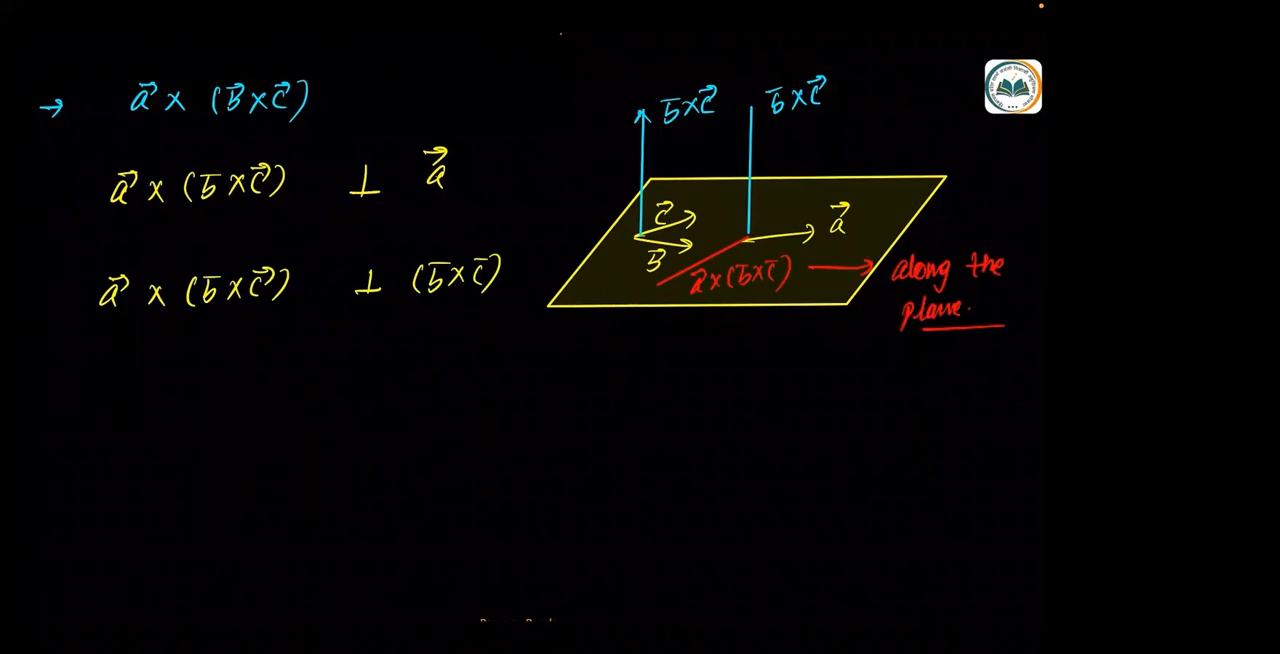 → a⃗ × (b⃗ × c⃗)
a⃗ × (b̄ × c⃗) ⊥ a⃗
a⃗ × (b̄ × c⃗) ⊥ (b̄ × c̄)
b̄ × c⃗
b̄ × c⃗
c⃗
b⃗
a⃗
a⃗ × (b̄ × c̄) → along the
plane.